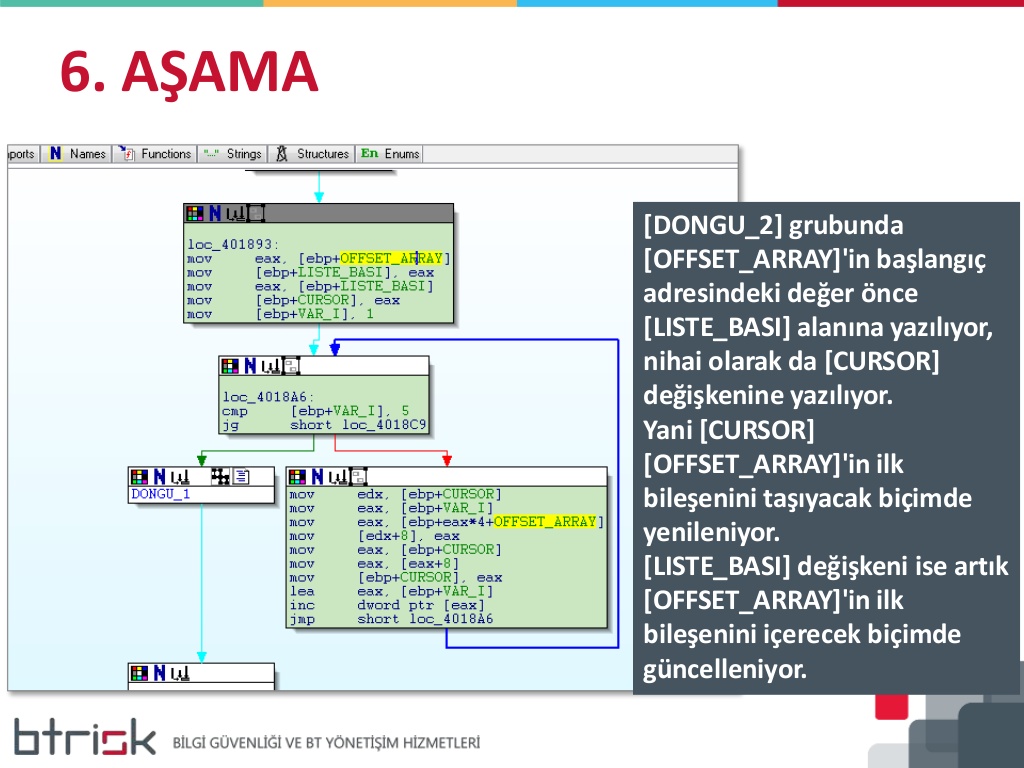 6. AŞAMA
ports
Names
Functions
"..." Strings
Structures
En Enums
loc_401893:
mov eax, [ebp+OFFSET_ARRAY]
mov [ebp+LISTE_BASI], eax
mov eax, [ebp+LISTE_BASI]
mov [ebp+CURSOR], eax
mov [ebp+VAR_I], 1
loc_4018A6:
cmp [ebp+VAR_I], 5
jg short loc_4018C9
DONGU_1
mov edx, [ebp+CURSOR]
mov eax, [ebp+VAR_I]
mov eax, [ebp+eax*4+OFFSET_ARRAY]
mov [edx+8], eax
mov eax, [ebp+CURSOR]
mov eax, [eax+8]
mov [ebp+CURSOR], eax
lea eax, [ebp+VAR_I]
inc dword ptr [eax]
jmp short loc_4018A6
[DONGU_2] grubunda
[OFFSET_ARRAY]'in başlangıç
adresindeki değer önce
[LISTE_BASI] alanına yazılıyor,
nihai olarak da [CURSOR]
değişkenine yazılıyor.
Yani [CURSOR]
[OFFSET_ARRAY]'in ilk
bileşenini taşıyacak biçimde
yenileniyor.
[LISTE_BASI] değişkeni ise artık
[OFFSET_ARRAY]'in ilk
bileşenini içerecek biçimde
güncelleniyor.
btrisk BİLGİ GÜVENLİĞİ VE BT YÖNETİŞİM HİZMETLERİ